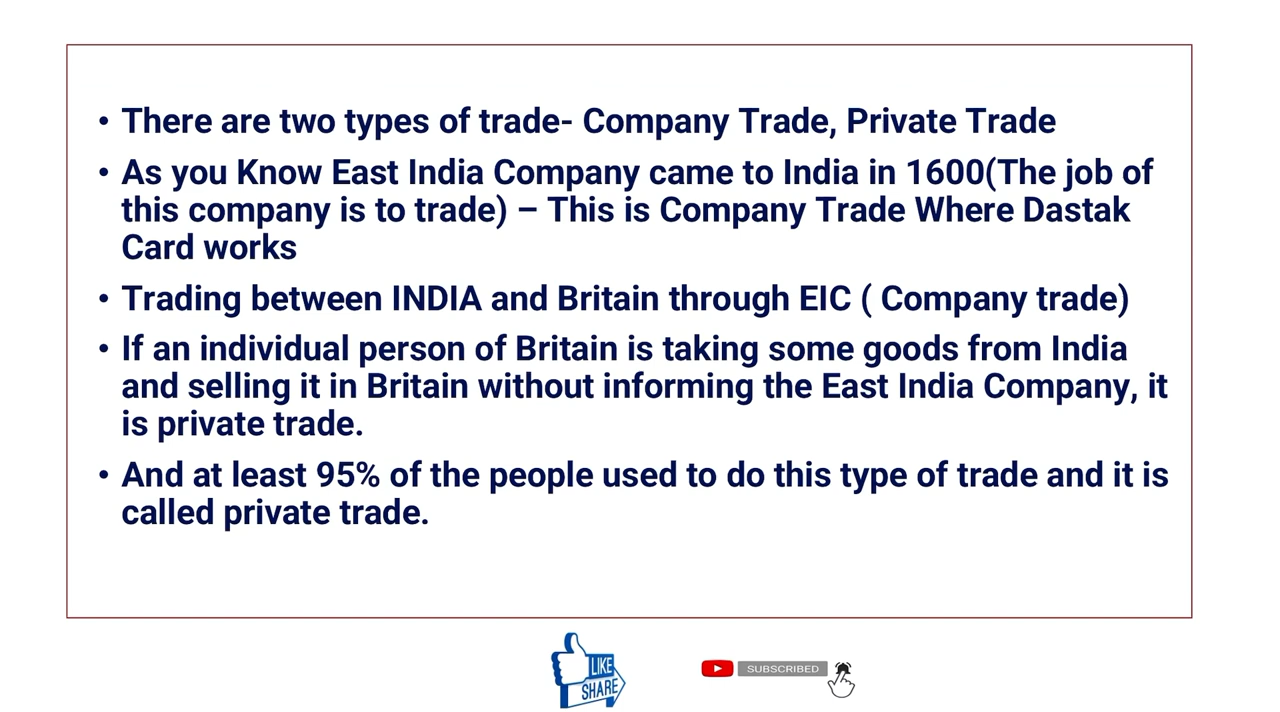 • There are two types of trade- Company Trade, Private Trade
• As you Know East India Company came to India in 1600(The job of
this company is to trade) – This is Company Trade Where Dastak
Card works
• Trading between INDIA and Britain through EIC ( Company trade)
• If an individual person of Britain is taking some goods from India
and selling it in Britain without informing the East India Company, it
is private trade.
• And at least 95% of the people used to do this type of trade and it is
called private trade.
LIKE
SHARE
SUBSCRIBED